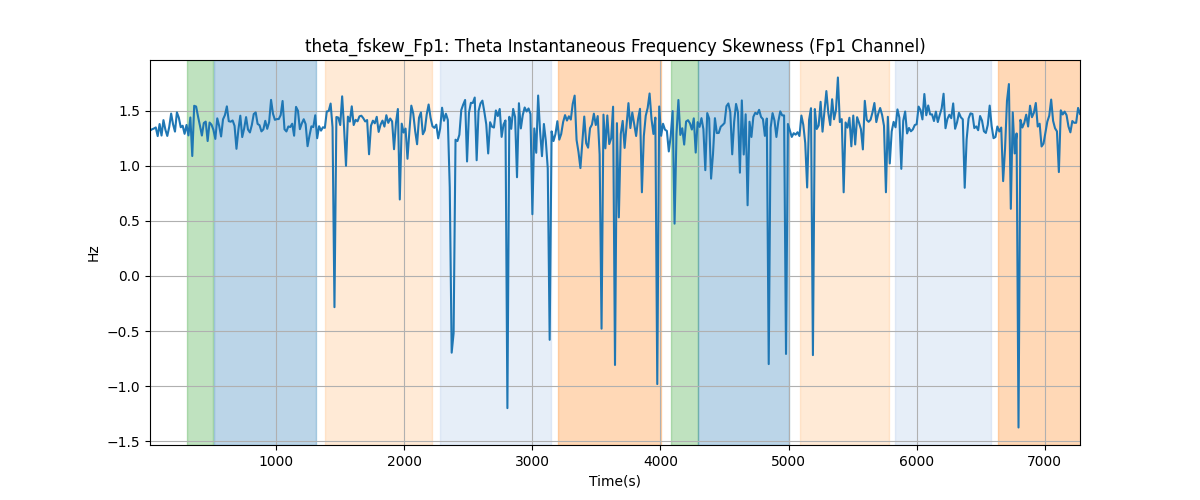 theta_fskew_Fp1: Theta Instantaneous Frequency Skewness (Fp1 Channel)
Hz
1.5
1.0
0.5
0.0
−0.5
−1.0
−1.5
1000 2000 3000 4000 5000 6000 7000
Time(s)